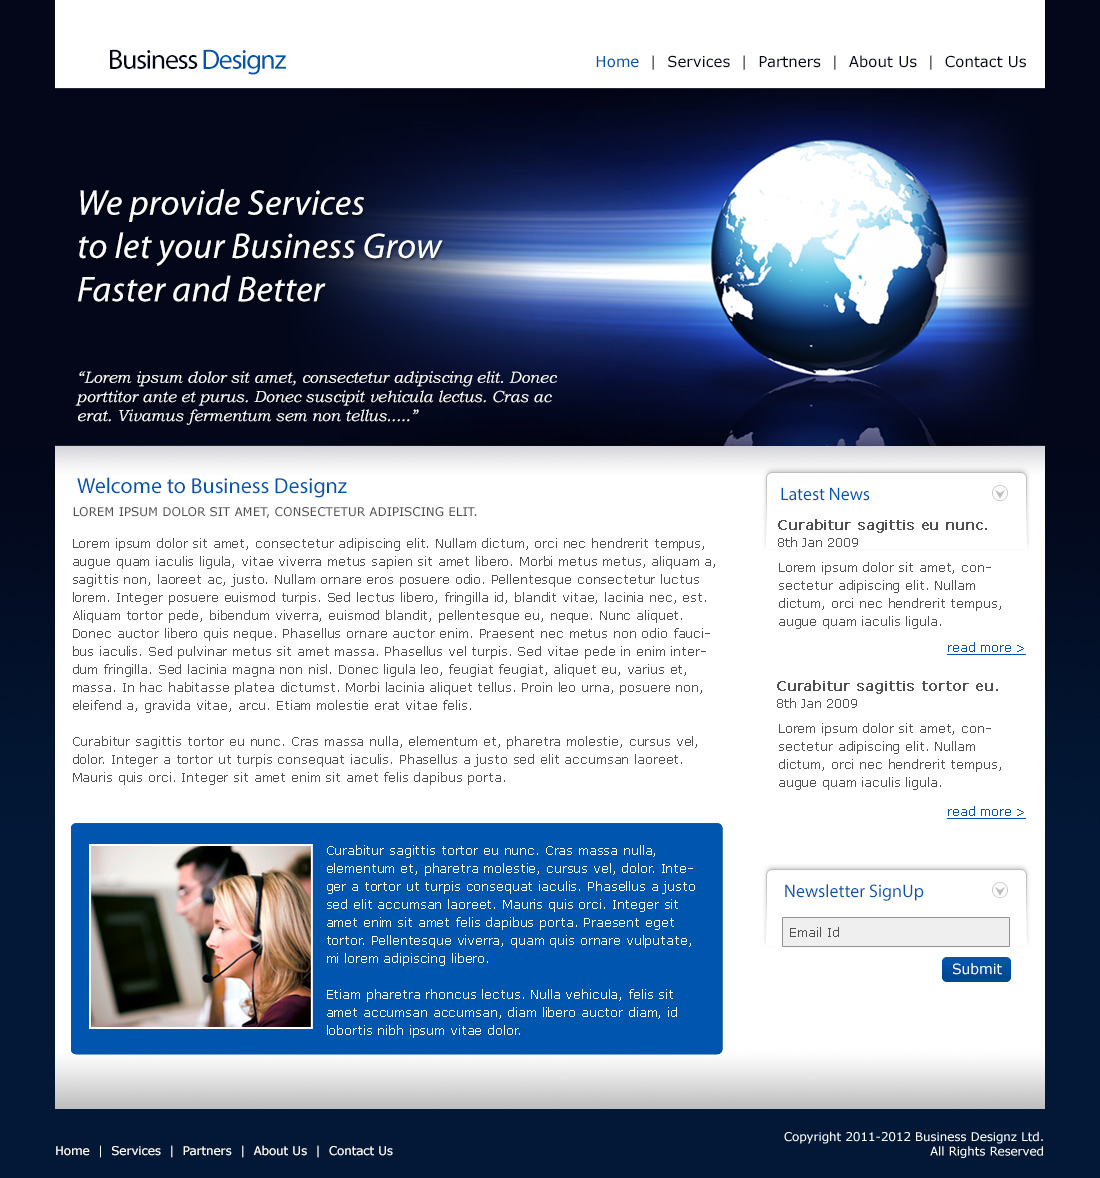 Business Designz
Home | Services | Partners | About Us | Contact Us
We provide Services
to let your Business Grow
Faster and Better
“Lorem ipsum dolor sit amet, consectetur adipiscing elit. Donec
porttitor ante et purus. Donec suscipit vehicula lectus. Cras ac
erat. Vivamus fermentum sem non tellus.....”
Welcome to Business Designz
LOREM IPSUM DOLOR SIT AMET, CONSECTETUR ADIPISCING ELIT.
Lorem ipsum dolor sit amet, consectetur adipiscing elit. Nullam dictum, orci nec hendrerit tempus,
augue quam iaculis ligula, vitae viverra metus sapien sit amet libero. Morbi metus metus, aliquam a,
sagittis non, laoreet ac, justo. Nullam ornare eros posuere odio. Pellentesque consectetur luctus
lorem. Integer posuere euismod turpis. Sed lectus libero, fringilla id, blandit vitae, lacinia nec, est.
Aliquam tortor pede, bibendum viverra, euismod blandit, pellentesque eu, neque. Nunc aliquet.
Donec auctor libero quis neque. Phasellus ornare auctor enim. Praesent nec metus non odio fauci-
bus iaculis. Sed pulvinar metus sit amet massa. Phasellus vel turpis. Sed vitae pede in enim inter-
dum fringilla. Sed lacinia magna non nisl. Donec ligula leo, feugiat feugiat, aliquet eu, varius et,
massa. In hac habitasse platea dictumst. Morbi lacinia aliquet tellus. Proin leo urna, posuere non,
eleifend a, gravida vitae, arcu. Etiam molestie erat vitae felis.
Curabitur sagittis tortor eu nunc. Cras massa nulla, elementum et, pharetra molestie, cursus vel,
dolor. Integer a tortor ut turpis consequat iaculis. Phasellus a justo sed elit accumsan laoreet.
Mauris quis orci. Integer sit amet enim sit amet felis dapibus porta.
Curabitur sagittis tortor eu nunc. Cras massa nulla,
elementum et, pharetra molestie, cursus vel, dolor. Inte-
ger a tortor ut turpis consequat iaculis. Phasellus a justo
sed elit accumsan laoreet. Mauris quis orci. Integer sit
amet enim sit amet felis dapibus porta. Praesent eget
tortor. Pellentesque viverra, quam quis ornare vulputate,
mi lorem adipiscing libero.
Etiam pharetra rhoncus lectus. Nulla vehicula, felis sit
amet accumsan accumsan, diam libero auctor diam, id
lobortis nibh ipsum vitae dolor.
Latest News
Curabitur sagittis eu nunc.
8th Jan 2009
Lorem ipsum dolor sit amet, con-
sectetur adipiscing elit. Nullam
dictum, orci nec hendrerit tempus,
augue quam iaculis ligula.
read more >
Curabitur sagittis tortor eu.
8th Jan 2009
Lorem ipsum dolor sit amet, con-
sectetur adipiscing elit. Nullam
dictum, orci nec hendrerit tempus,
augue quam iaculis ligula.
read more >
Newsletter SignUp
Email Id
Submit
Home | Services | Partners | About Us | Contact Us
Copyright 2011-2012 Business Designz Ltd.
All Rights Reserved